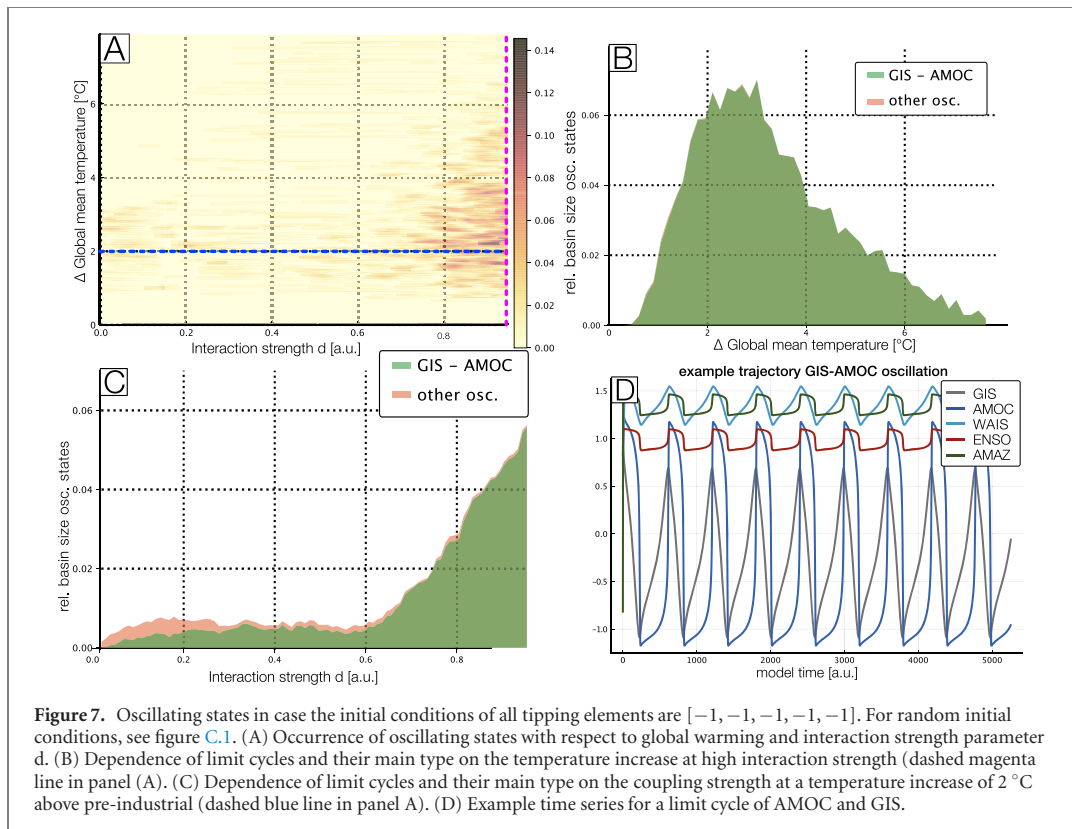 A
Δ Global mean temperature [°C]
6
4
2
0
0.0 0.2 0.4 0.6 0.8
Interaction strength d [a.u.]
0.14
0.12
0.10
0.08
0.06
0.04
0.02
0.00
B
GIS – AMOC
other osc.
rel. basin size osc. states
0.06
0.04
0.02
0.00
0 2 4 6
Δ Global mean temperature [°C]
C
GIS – AMOC
other osc.
rel. basin size osc. states
0.06
0.04
0.02
0.00
0.0 0.2 0.4 0.6 0.8
Interaction strength d [a.u.]
example trajectory GIS-AMOC oscillation
D
GIS
AMOC
WAIS
ENSO
AMAZ
1.5
1.0
0.5
0.0
−0.5
−1.0
0 1000 2000 3000 4000 5000
model time [a.u.]
Figure 7. Oscillating states in case the initial conditions of all tipping elements are [−1, −1, −1, −1, −1]. For random initial
conditions, see figure C.1. (A) Occurrence of oscillating states with respect to global warming and interaction strength parameter
d. (B) Dependence of limit cycles and their main type on the temperature increase at high interaction strength (dashed magenta
line in panel (A). (C) Dependence of limit cycles and their main type on the coupling strength at a temperature increase of 2 °C
above pre-industrial (dashed blue line in panel A). (D) Example time series for a limit cycle of AMOC and GIS.